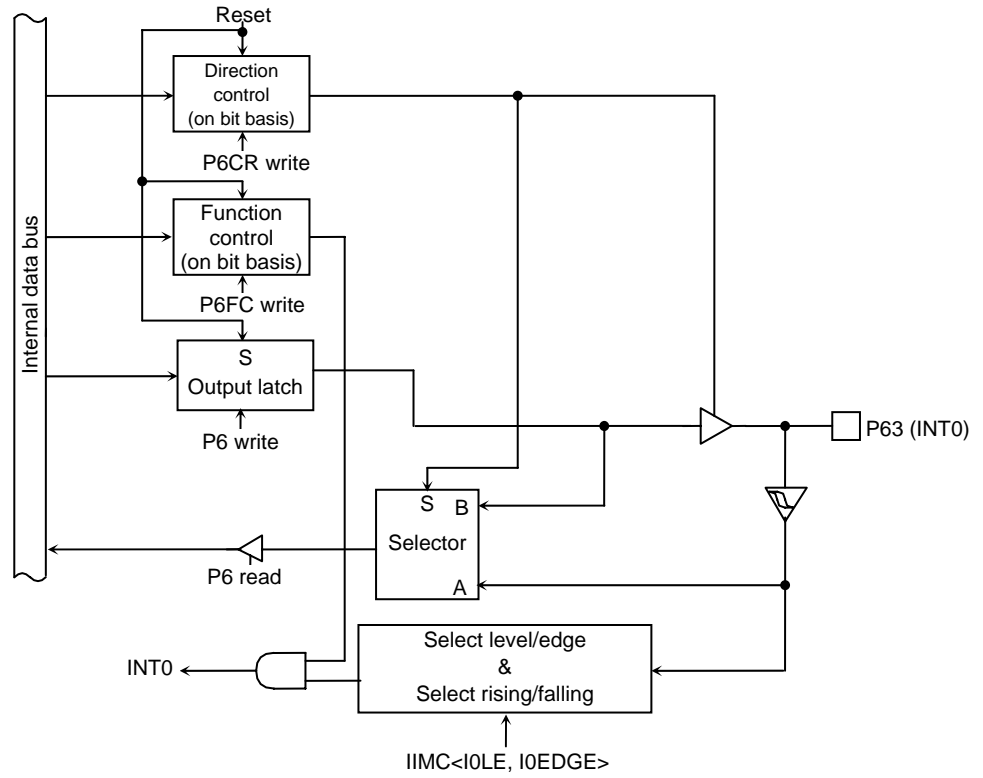 Reset
Direction
control
(on bit basis)
P6CR write
Function
control
(on bit basis)
P6FC write
Internal data bus
S
Output latch
P6 write
P63 (INT0)
S
B
Selector
A
P6 read
Select level/edge
&
Select rising/falling
INT0
IIMC<I0LE, I0EDGE>